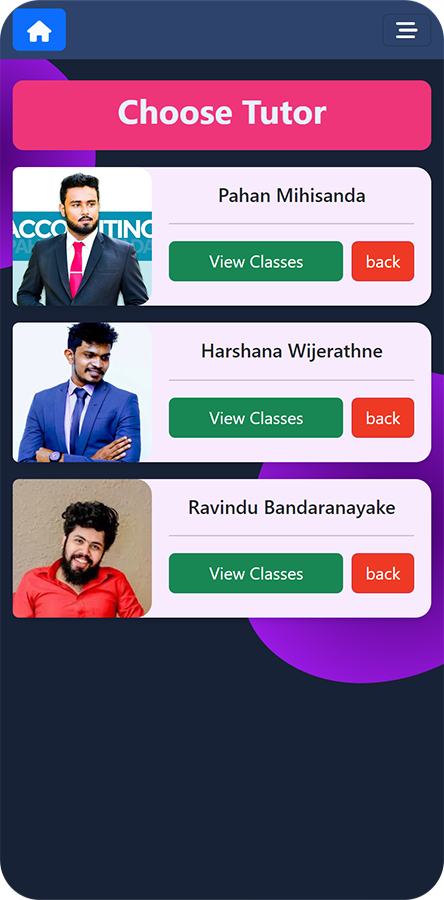 Choose Tutor
ACCOUNTING
Pahan Mihisanda
View Classes
back
Harshana Wijerathne
View Classes
back
Ravindu Bandaranayake
View Classes
back